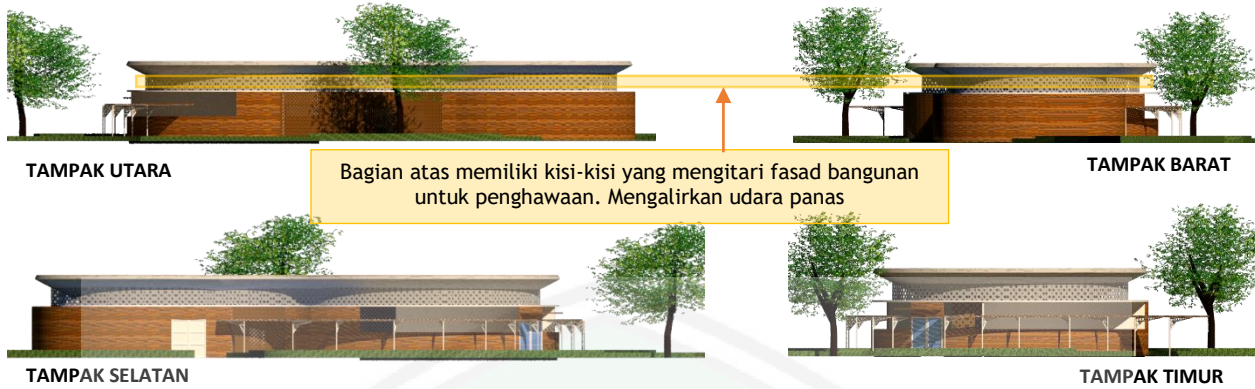 TAMPAK UTARA
TAMPAK BARAT
Bagian atas memiliki kisi-kisi yang mengitari fasad bangunan
untuk penghawaan. Mengalirkan udara panas
TAMPAK SELATAN
TAMPAK TIMUR